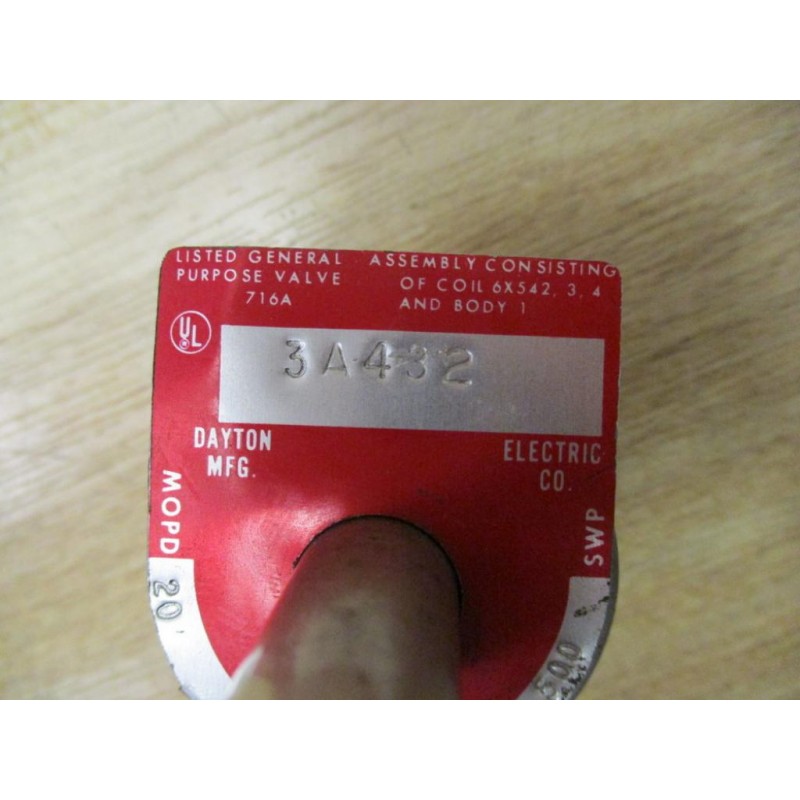 LISTED GENERAL
PURPOSE VALVE
716A
ASSEMBLY CONSISTING
OF COIL 6X542, 3, 4
AND BODY 1
UL
3A432
DAYTON
MFG.
ELECTRIC
CO.
MOPD
20
SWP
500